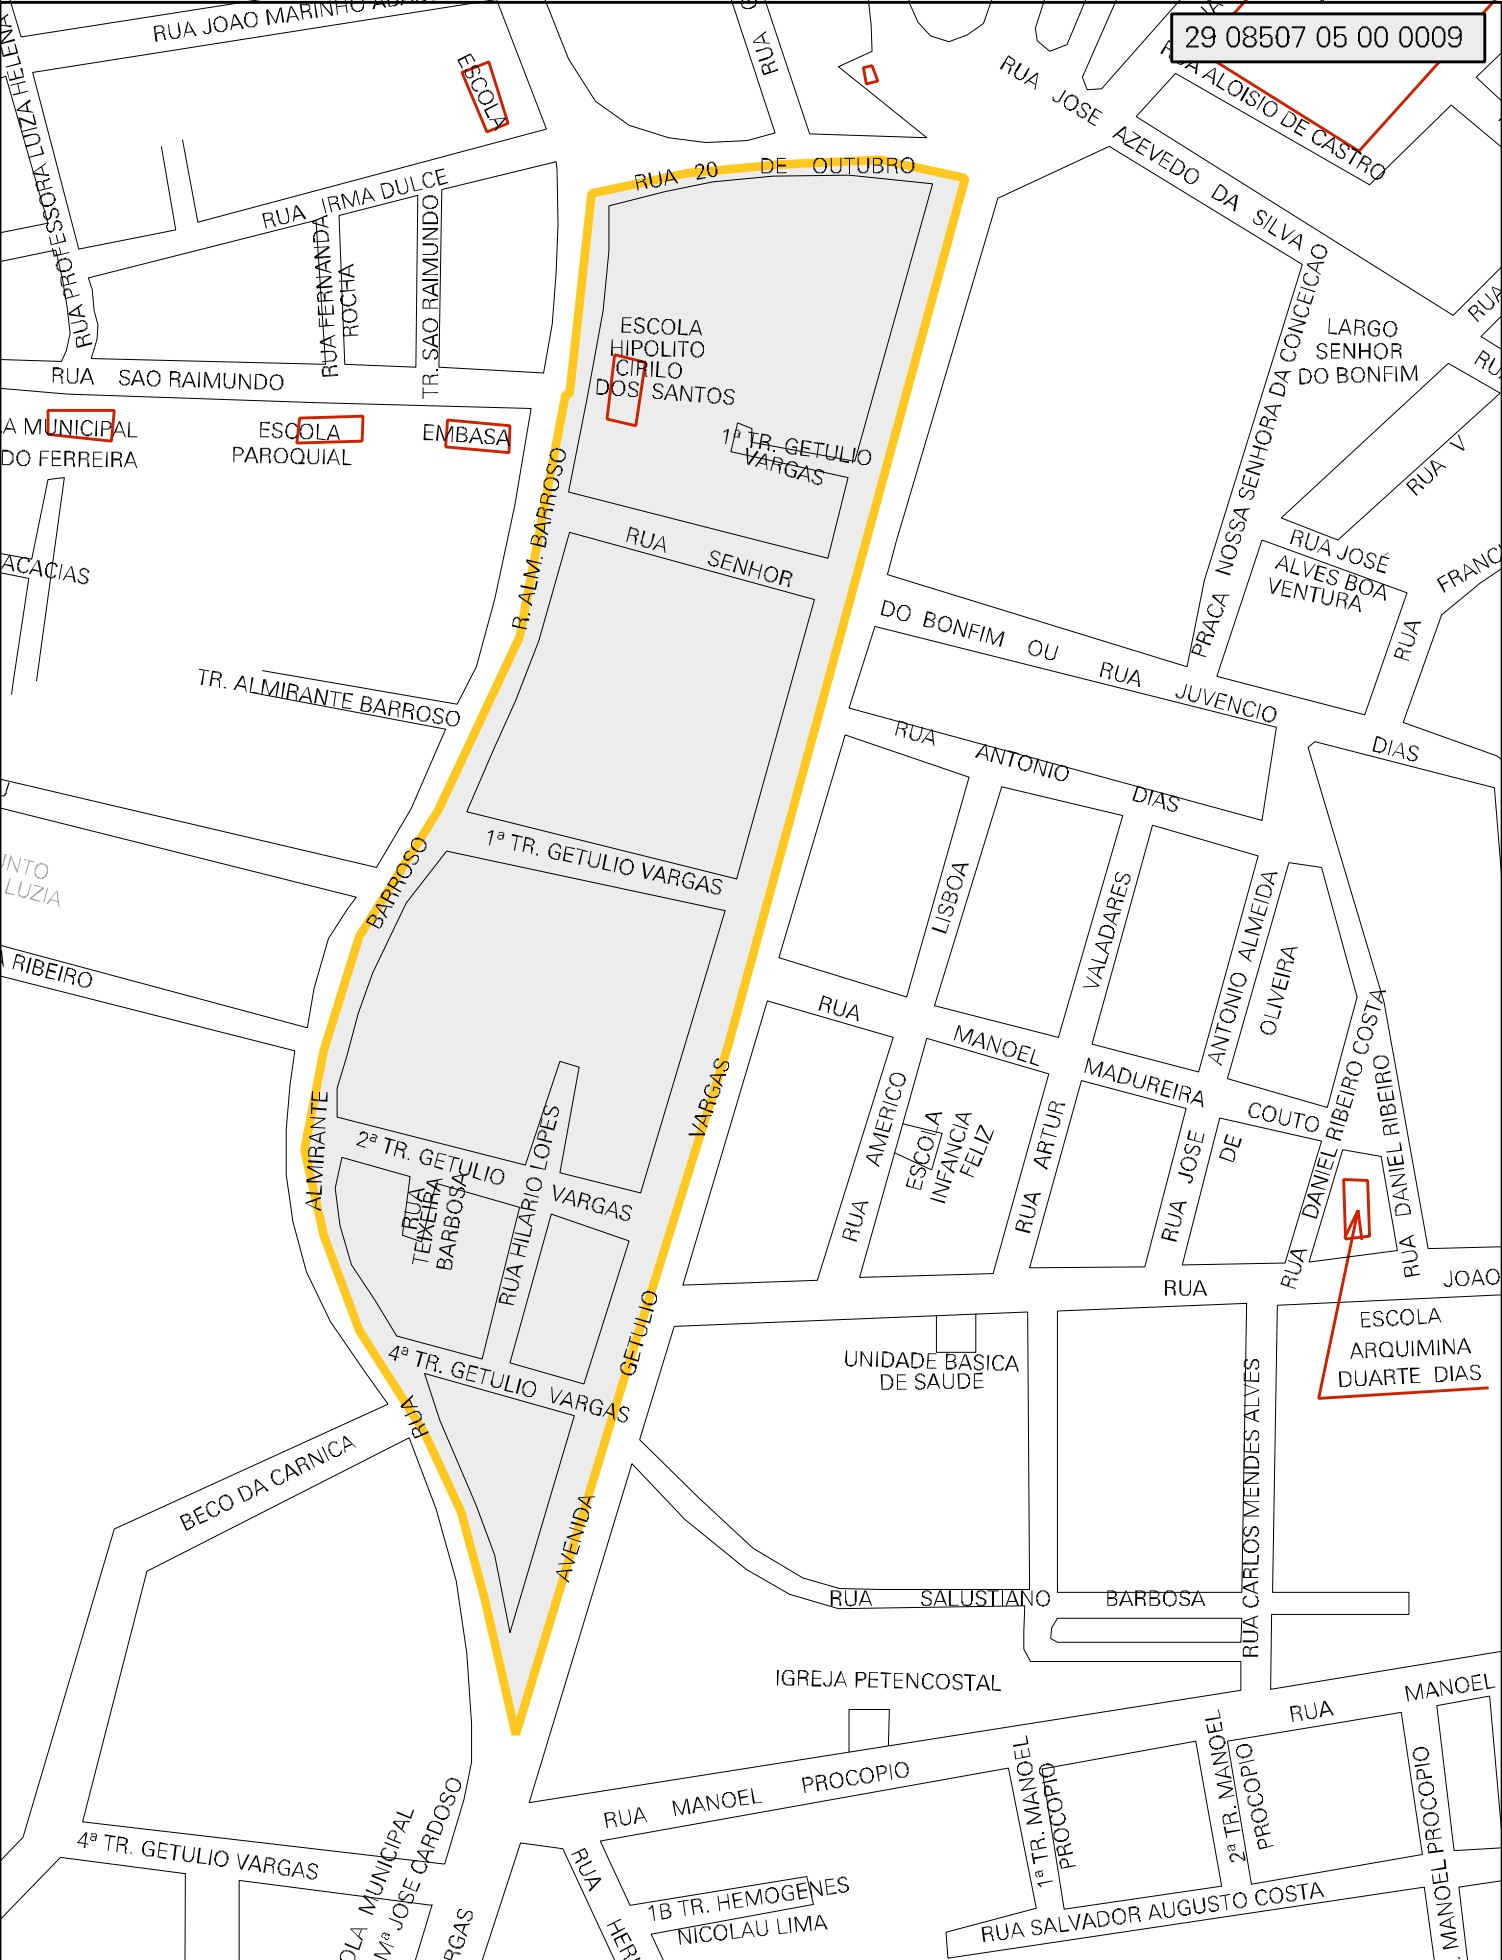 RUA JOAO MARINHO
29 08507 05 00 0009
RUA PROFESSORA LUIZA HELENA
ESCOLA
RUA
RUA JOSE AZEVEDO DA SILVA
RUA ALOISIO DE CASTRO
RUA 20 DE OUTUBRO
RUA IRMA DULCE
RUA FERNANDA
ROCHA
TR. SAO RAIMUNDO
RUA SAO RAIMUNDO
MUNICIPAL
DO FERREIRA
ESCOLA
PAROQUIAL
EMBASA
ESCOLA
HIPOLITO
CIRILO
DOS SANTOS
1ª TR. GETULIO
VARGAS
PRACA NOSSA SENHORA DA CONCEICAO
LARGO
SENHOR
DO BONFIM
RUA
RUA V
RUA JOSÉ
ALVES BOA
VENTURA
RUA
ACACIAS
R. ALM. BARROSO
RUA SENHOR
DO BONFIM OU RUA JUVENCIO
DIAS
TR. ALMIRANTE BARROSO
RUA ANTONIO DIAS
1ª TR. GETULIO VARGAS
LUZIA
RIBEIRO
RUA ALMIRANTE BARROSO
RUA AMERICO LISBOA
RUA ARTUR VALADARES
RUA JOSE ANTONIO ALMEIDA
DE OLIVEIRA
RUA MANOEL MADUREIRA COUTO
RUA DANIEL RIBEIRO COSTA
RUA DANIEL RIBEIRO
ESCOLA
INFANCIA
FELIZ
2ª TR. GETULIO VARGAS
RUA
TEIXEIRA
BARBOSA
RUA HILARIO LOPES
4ª TR. GETULIO VARGAS
AVENIDA GETULIO VARGAS
RUA JOAO
ESCOLA
ARQUIMINA
DUARTE DIAS
UNIDADE BASICA
DE SAUDE
BECO DA CARNICA
RUA CARLOS MENDES ALVES
RUA SALUSTIANO BARBOSA
IGREJA PETENCOSTAL
RUA MANOEL PROCOPIO
RUA MANOEL
1ª TR. MANOEL
PROCOPIO
2ª TR. MANOEL
PROCOPIO
MANOEL PROCOPIO
4ª TR. GETULIO VARGAS
MUNICIPAL
Mª JOSE CARDOSO
RUA
1B TR. HEMOGENES
NICOLAU LIMA
RUA SALVADOR AUGUSTO COSTA